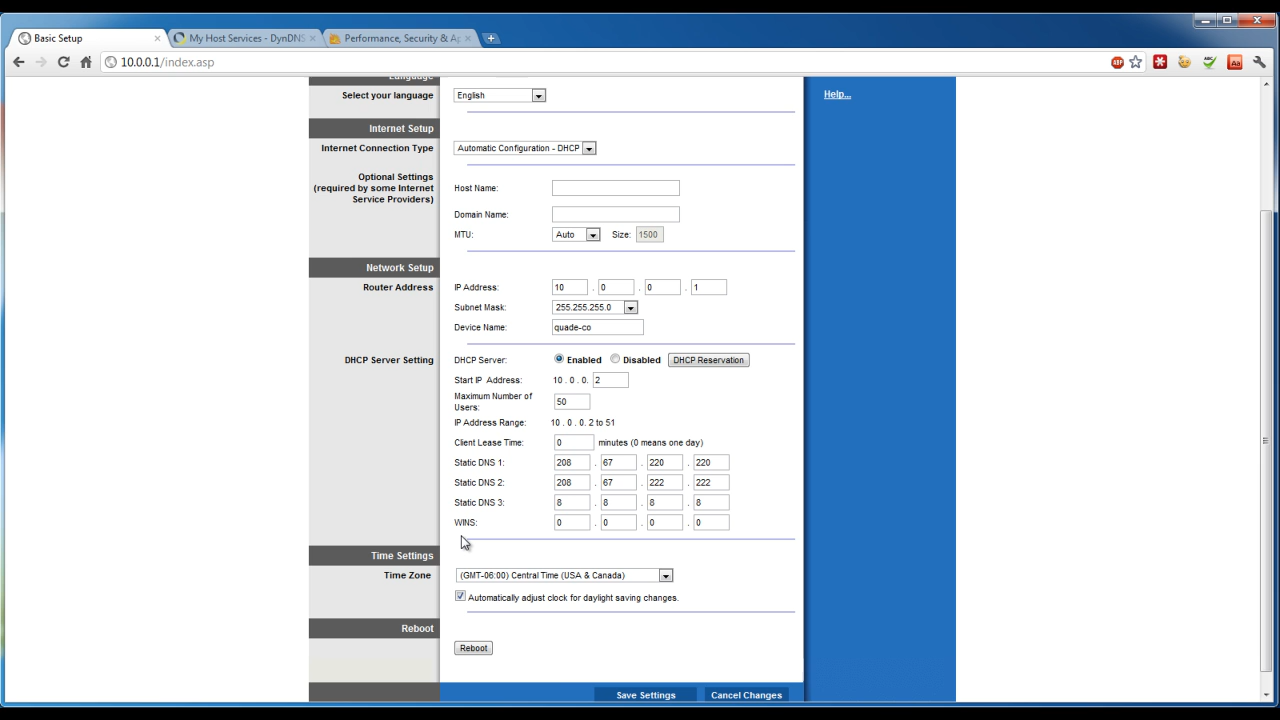 Basic Setup
My Host Services - DynDNS
Performance, Security & Ap
10.0.0.1/index.asp
Language
Select your language English
Help...
Internet Setup
Internet Connection Type Automatic Configuration - DHCP
Optional Settings
(required by some Internet
Service Providers)
Host Name:
Domain Name:
MTU: Auto Size: 1500
Network Setup
Router Address IP Address: 10 . 0 . 0 . 1
Subnet Mask: 255.255.255.0
Device Name: quade-co
DHCP Server Setting DHCP Server: Enabled Disabled DHCP Reservation
Start IP Address: 10 . 0 . 0. 2
Maximum Number of
Users: 50
IP Address Range: 10 . 0 . 0. 2 to 51
Client Lease Time: 0 minutes (0 means one day)
Static DNS 1: 208 . 67 . 220 . 220
Static DNS 2: 208 . 67 . 222 . 222
Static DNS 3: 8 . 8 . 8 . 8
WINS: 0 . 0 . 0 . 0
Time Settings
Time Zone (GMT-06:00) Central Time (USA & Canada)
Automatically adjust clock for daylight saving changes.
Reboot
Reboot
Save Settings Cancel Changes